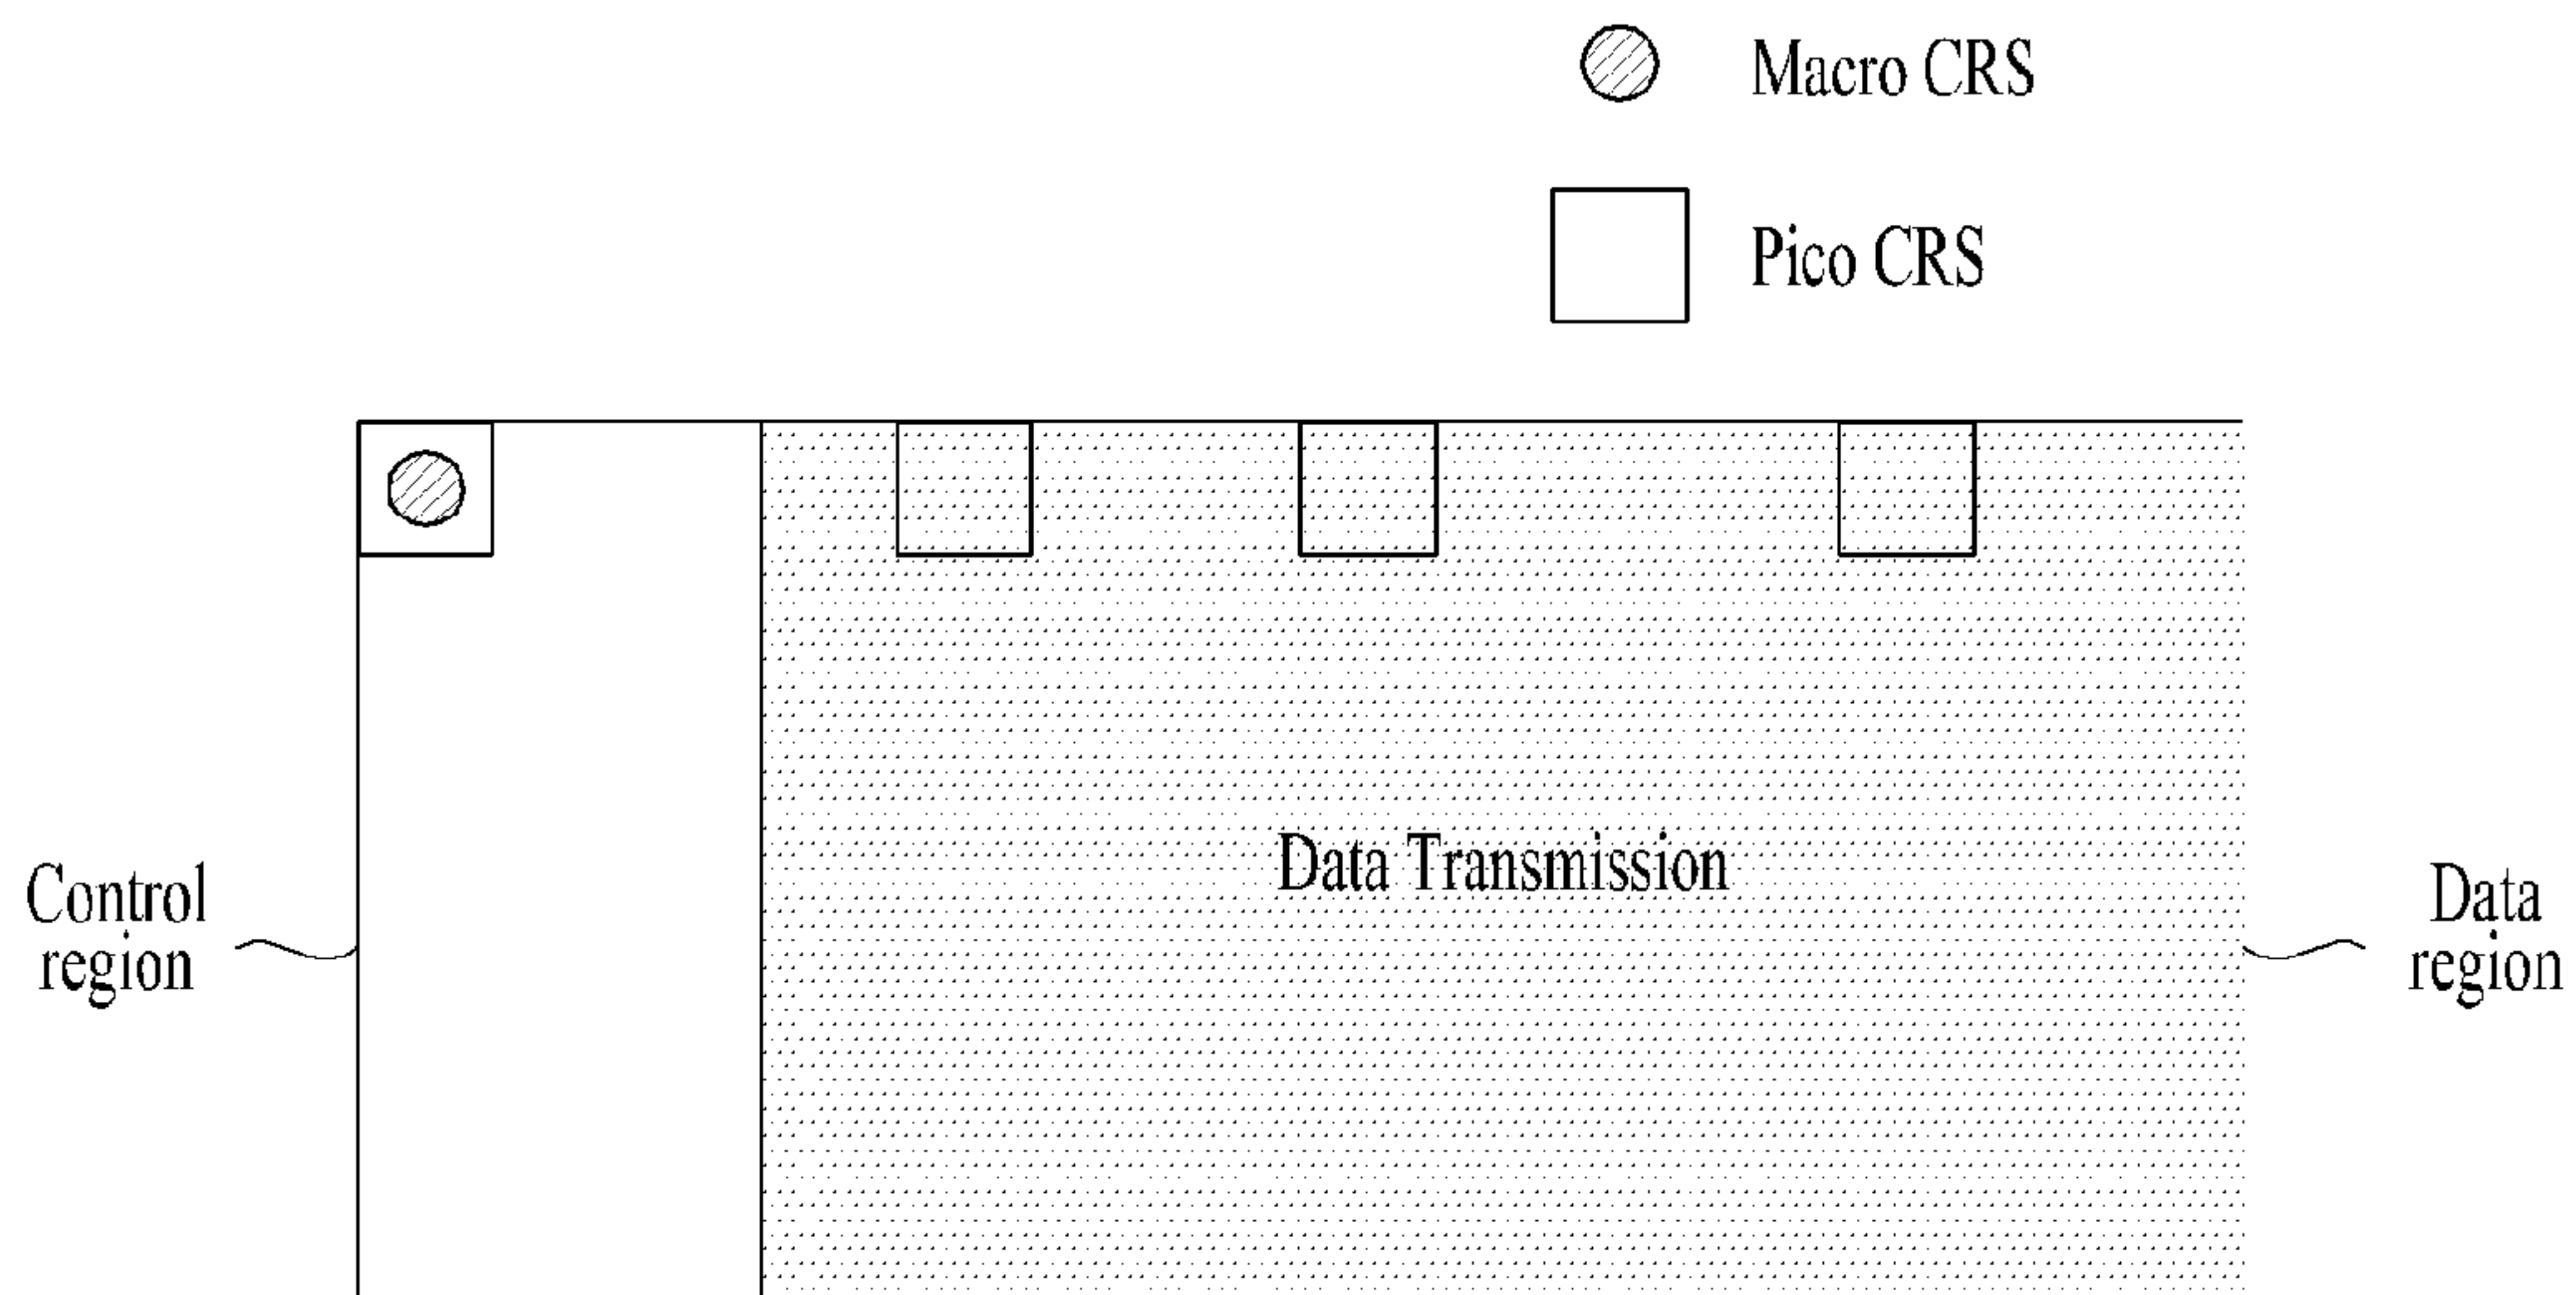 Macro CRS
Pico CRS
Data Transmission
Control
region
Data
region